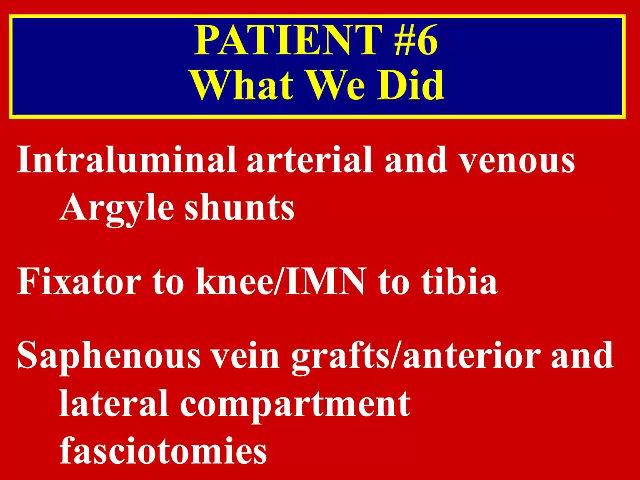 PATIENT #6
What We Did
Intraluminal arterial and venous
Argyle shunts
Fixator to knee/IMN to tibia
Saphenous vein grafts/anterior and
lateral compartment
fasciotomies